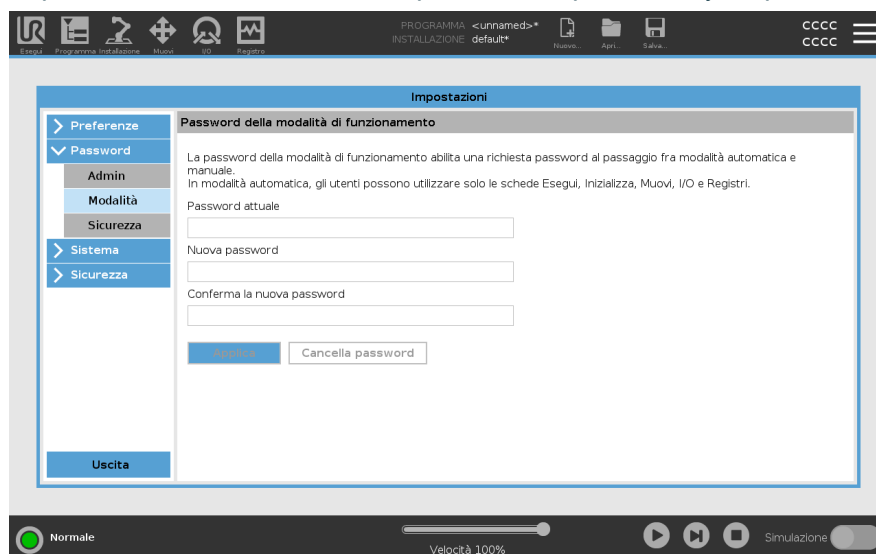 PROGRAMMA <unnamed>*
INSTALLAZIONE default*
CCCC
CCCC
Esegui Programma Installazione Muovi I/O Registro Nuovo... Apri... Salva...
Impostazioni
Preferenze
Password
Admin
Modalità
Sicurezza
Sistema
Sicurezza
Uscita
Password della modalità di funzionamento
La password della modalità di funzionamento abilita una richiesta password al passaggio fra modalità automatica e
manuale.
In modalità automatica, gli utenti possono utilizzare solo le schede Esegui, Inizializza, Muovi, I/O e Registri.
Password attuale
Nuova password
Conferma la nuova password
Applica Cancella password
Normale
Velocità 100%
Simulazione